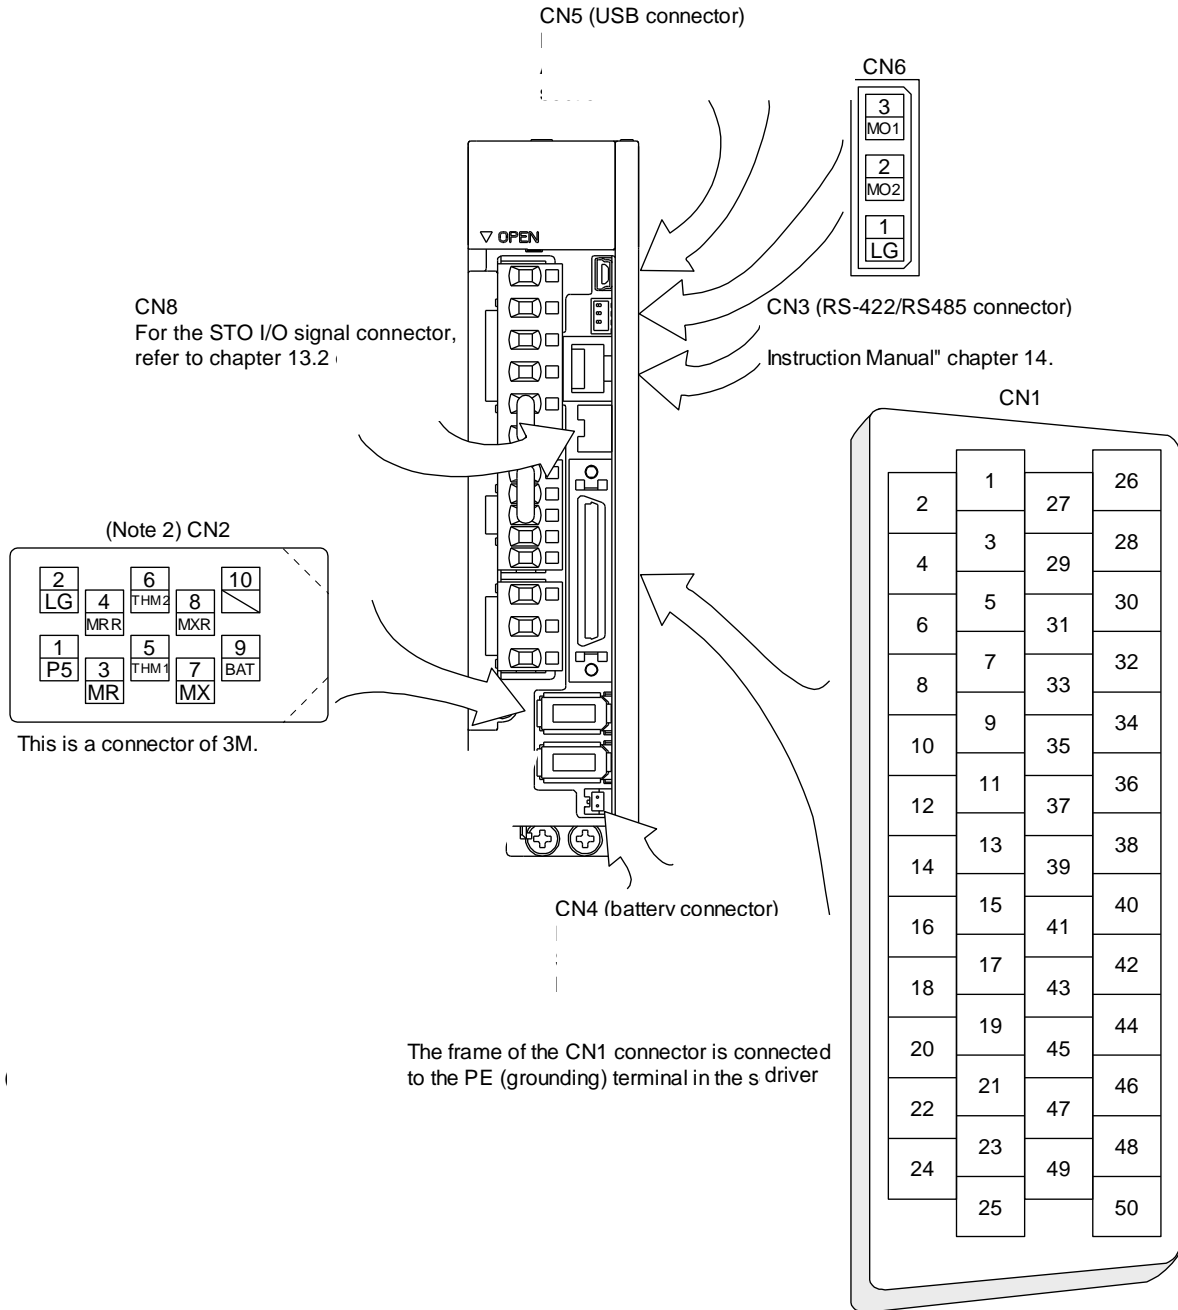 CN5 (USB connector)
CN6
3
MO1
2
MO2
1
LG
▽ OPEN
CN8
For the STO I/O signal connector,
refer to chapter 13.2
CN3 (RS-422/RS485 connector)
Instruction Manual" chapter 14.
CN1
1
26
2
27
3
28
4
29
5
30
6
31
7
32
8
33
9
34
10
35
11
36
12
37
13
38
14
39
15
40
16
41
17
42
18
43
19
44
20
45
21
46
22
47
23
48
24
49
25
50
(Note 2) CN2
2
LG
4
MRR
6
THM2
8
MXR
10
1
P5
3
MR
5
THM1
7
MX
9
BAT
This is a connector of 3M.
CN4 (battery connector)
The frame of the CN1 connector is connected
to the PE (grounding) terminal in the s driver